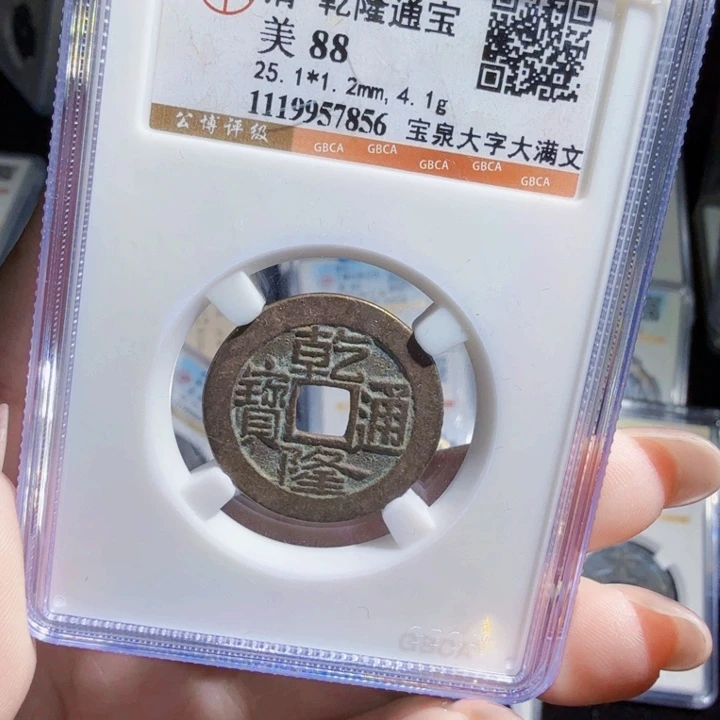 清 乾隆通宝
美 88
25.1*1.2mm, 4.1g
1119957856 宝泉大字大满文
公博评级
GBCA GBCA GBCA GBCA GBCA
乾隆通寶
GBCA